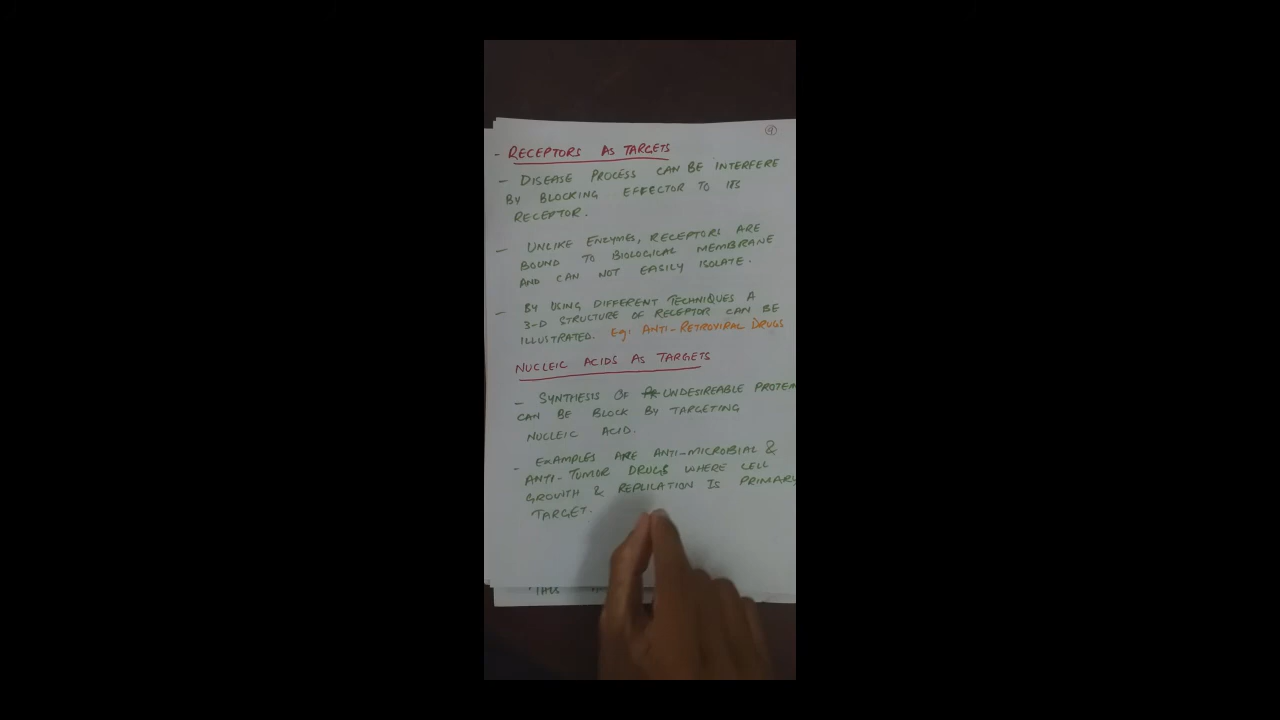 ④
- RECEPTORS AS TARGETS
- DISEASE PROCESS CAN BE INTERFERE
BY BLOCKING EFFECTOR TO ITS
RECEPTOR.
- UNLIKE ENZYMES, RECEPTORS ARE
BOUND TO BIOLOGICAL MEMBRANE
AND CAN NOT EASILY ISOLATE.
- BY USING DIFFERENT TECHNIQUES A
3-D STRUCTURE OF RECEPTOR CAN BE
ILLUSTRATED. Eg: ANTI-RETROVIRAL DRUGS
NUCLEIC ACIDS AS TARGETS
- SYNTHESIS OF UNDESIREABLE PROTEIN
CAN BE BLOCK BY TARGETING
NUCLEIC ACID.
- EXAMPLES ARE ANTI-MICROBIAL &
ANTI-TUMOR DRUGS WHERE CELL
GROWTH & REPLICATION IS PRIMARY
TARGET.